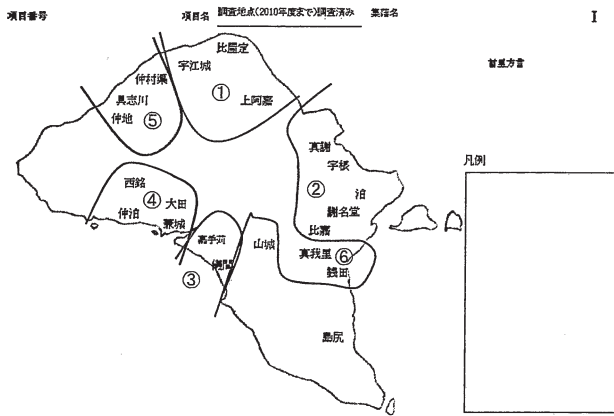 項目番号
項目名 調査地点(2010年度まで)調査済み 集落名
I
首里方言
凡例
比屋定
宇江城
①
上阿嘉
仲村渠
具志川
仲地
⑤
真謝
宇根
②
泊
謝名堂
比嘉
西銘
④
大田
仲泊
兼城
嘉手苅
儀間
③
山城
真我里
⑥
銭田
島尻